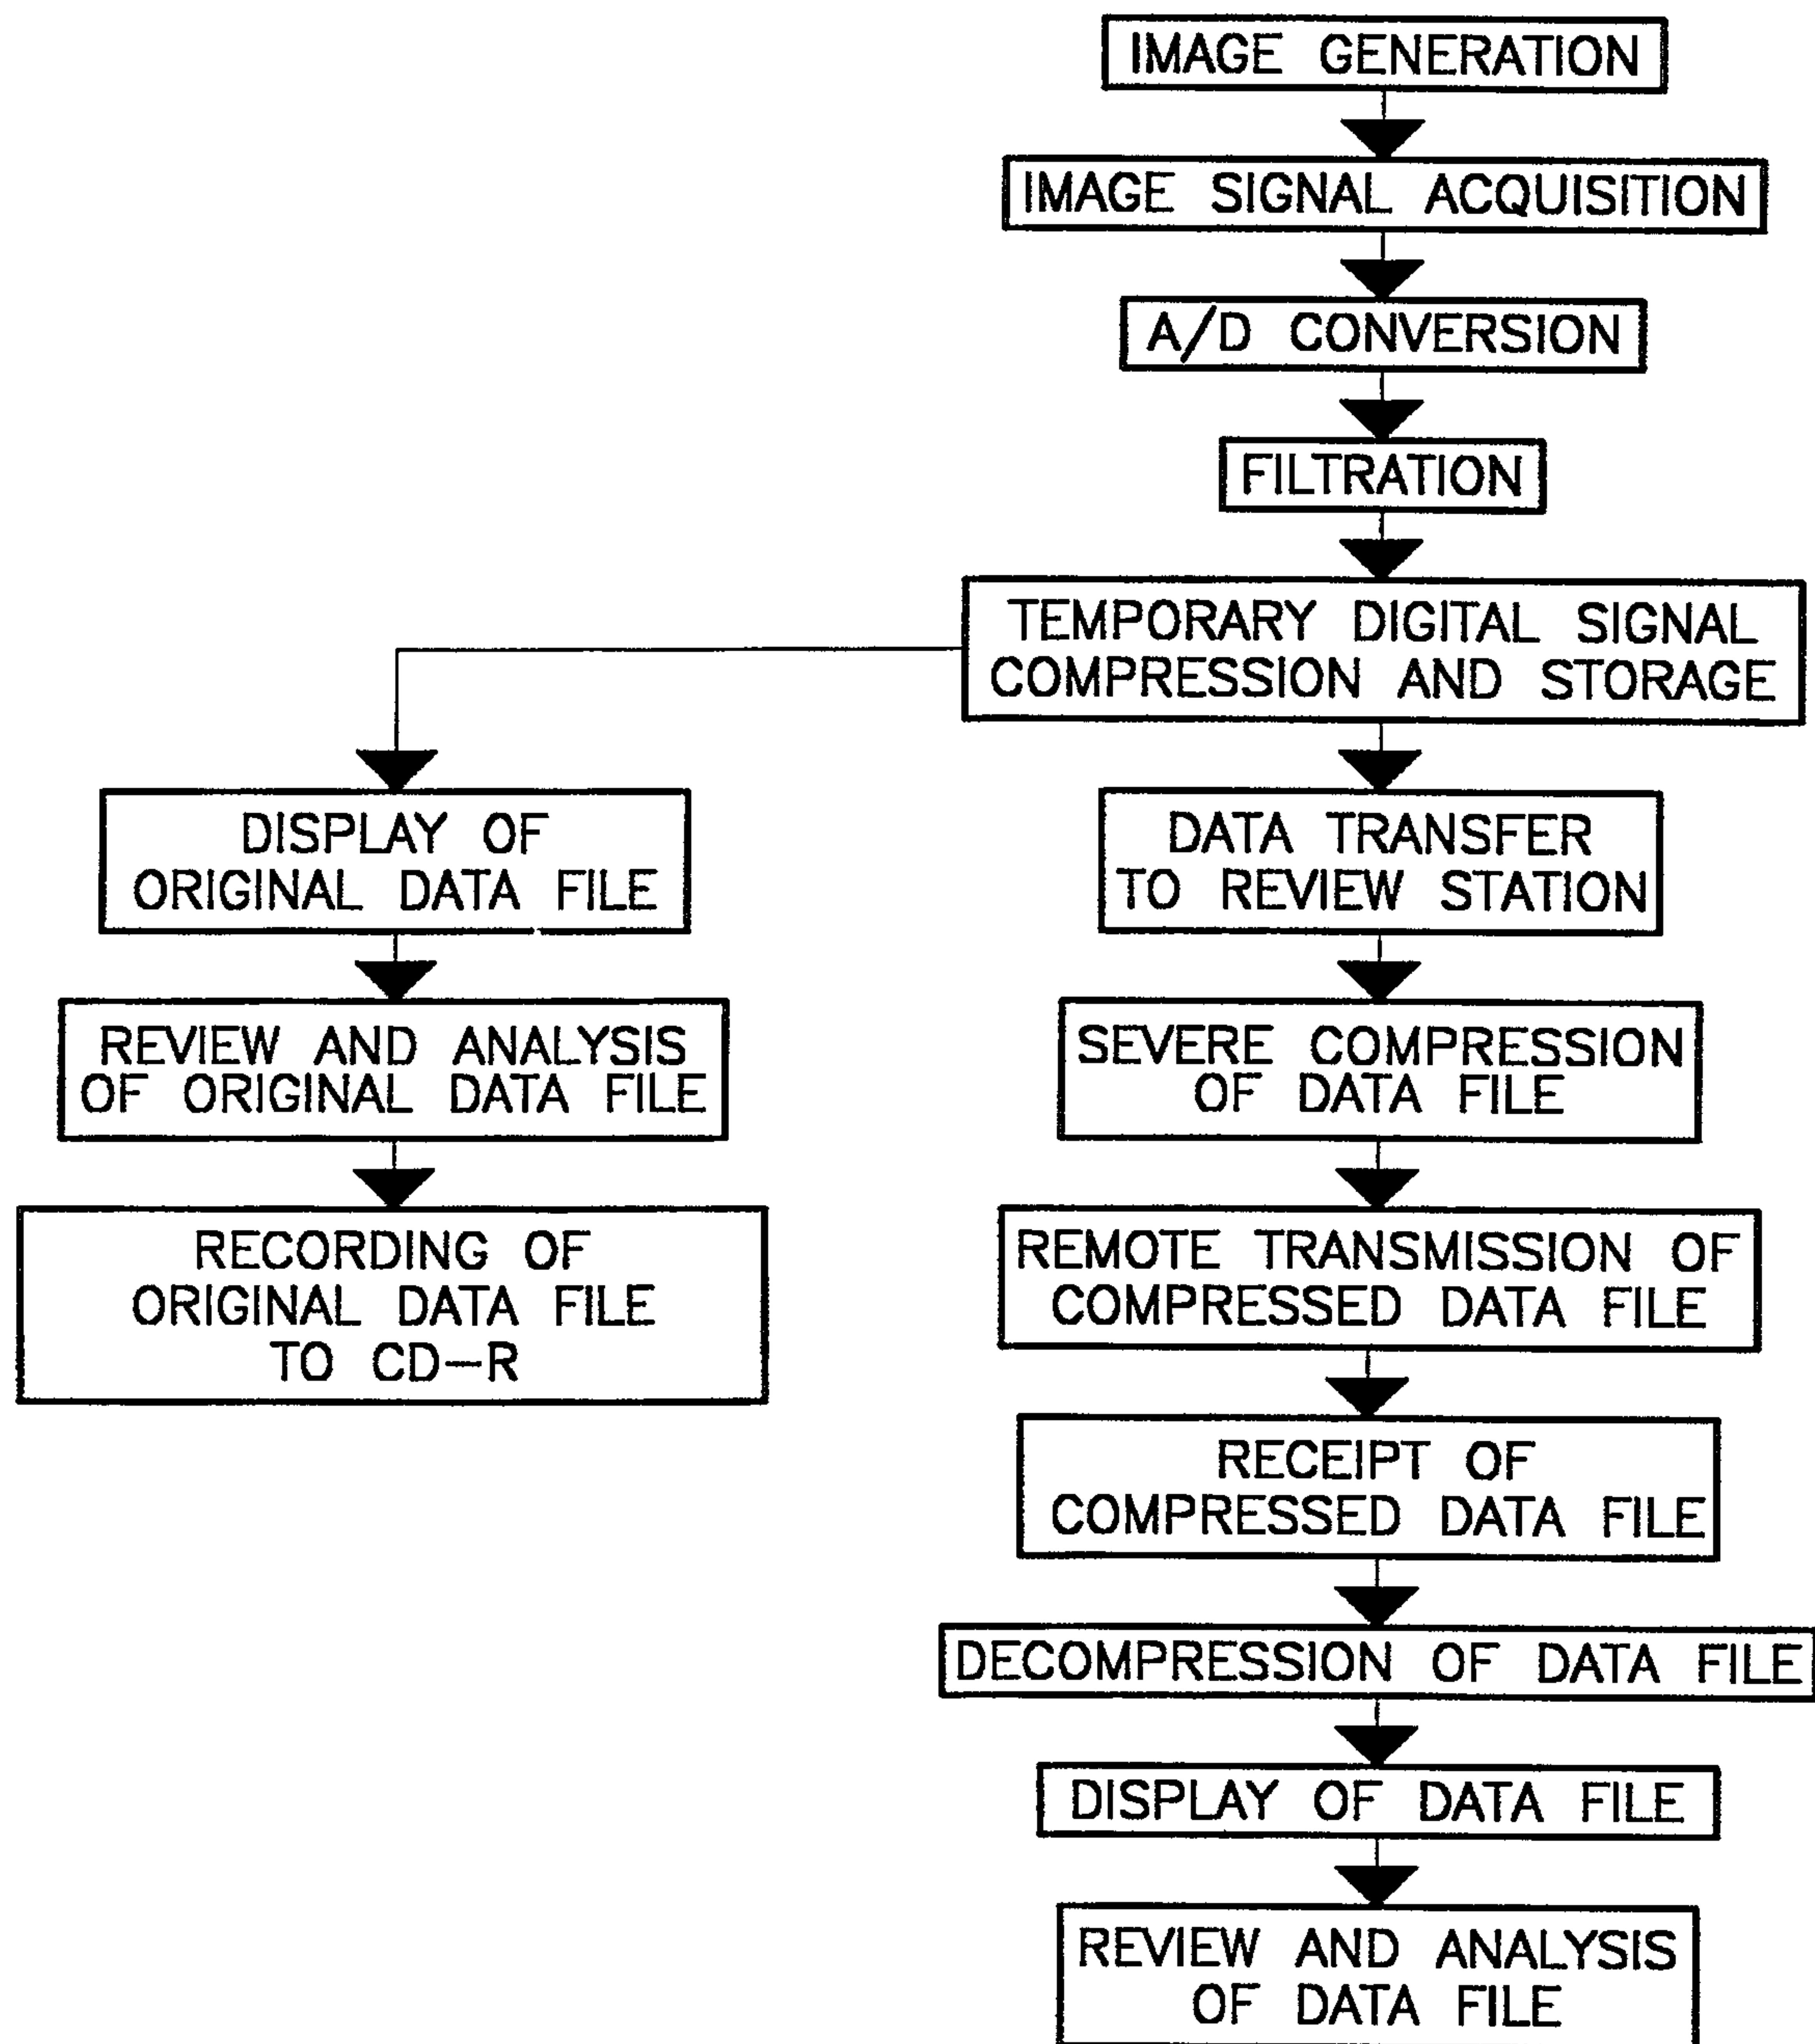 IMAGE GENERATION
IMAGE SIGNAL ACQUISITION
A/D CONVERSION
FILTRATION
TEMPORARY DIGITAL SIGNAL
COMPRESSION AND STORAGE
DISPLAY OF
ORIGINAL DATA FILE
REVIEW AND ANALYSIS
OF ORIGINAL DATA FILE
RECORDING OF
ORIGINAL DATA FILE
TO CD-R
DATA TRANSFER
TO REVIEW STATION
SEVERE COMPRESSION
OF DATA FILE
REMOTE TRANSMISSION OF
COMPRESSED DATA FILE
RECEIPT OF
COMPRESSED DATA FILE
DECOMPRESSION OF DATA FILE
DISPLAY OF DATA FILE
REVIEW AND ANALYSIS
OF DATA FILE